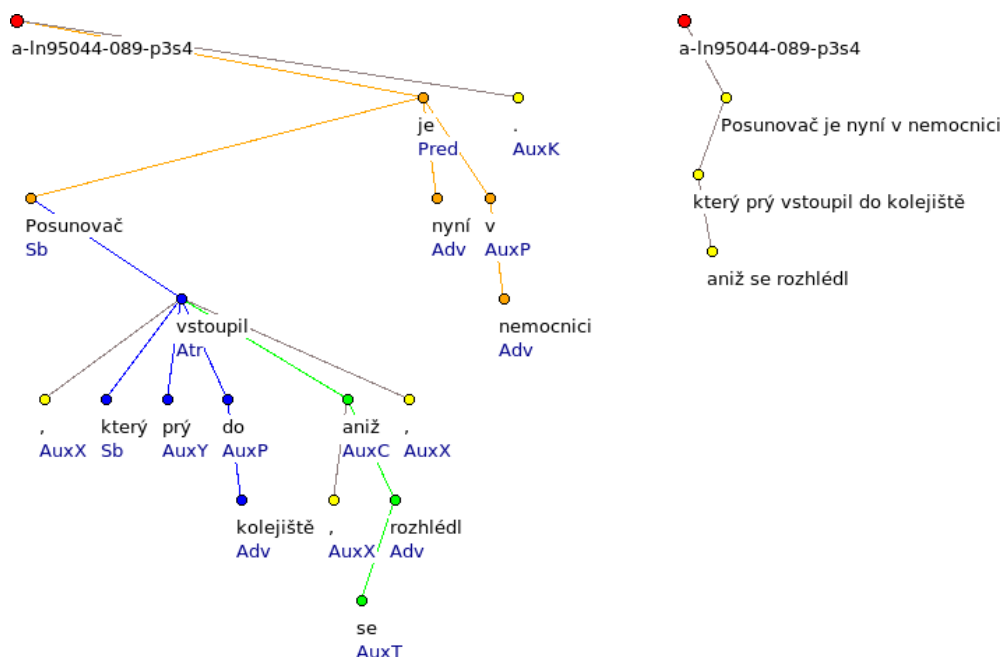 a-ln95044-089-p3s4
je
Pred
.
AuxK
Posunovač
Sb
nyní
Adv
v
AuxP
vstoupil
Atr
nemocnici
Adv
,
AuxX
který
Sb
prý
AuxY
do
AuxP
aniž
AuxC
,
AuxX
kolejiště
Adv
,
AuxX
rozhlédl
Adv
se
AuxT
a-ln95044-089-p3s4
Posunovač je nyní v nemocnici
který prý vstoupil do kolejiště
aniž se rozhlédl